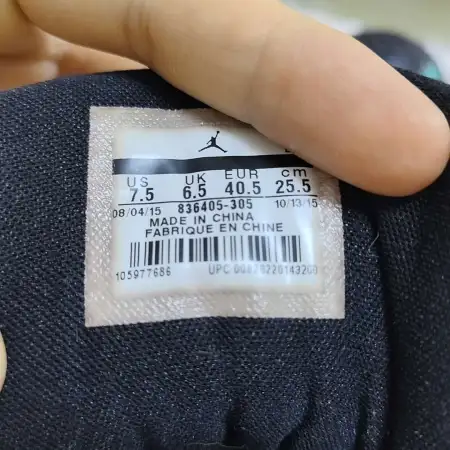 US UK EUR cm
7.5 6.5 40.5 25.5
08/04/15 836405-305 10/13/15
MADE IN CHINA
FABRIQUE EN CHINE
105977686 UPC